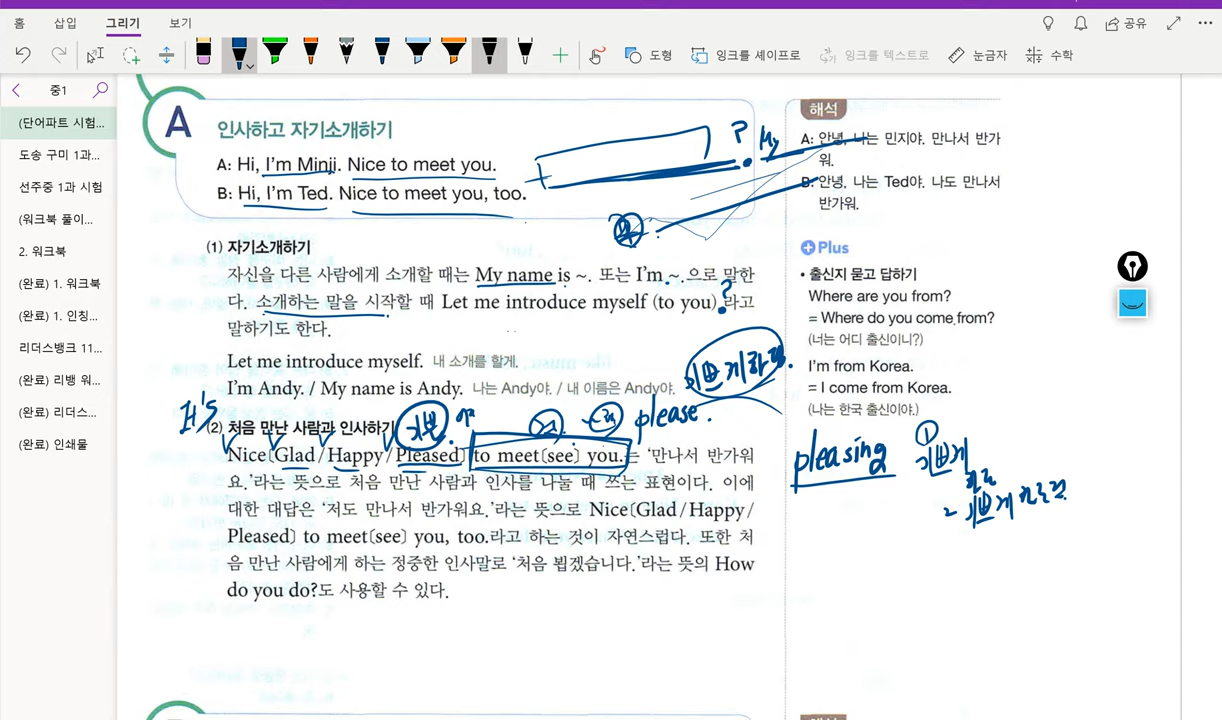 홈 삽입 그리기 보기
공유
도형 잉크를 셰이프로 잉크를 텍스트로 눈금자 수학
중1
(단어파트 시험...
도송 구미 1과...
선주중 1과 시험
(워크북 풀이...
2. 워크북
(완료) 1. 워크북
(완료) 1. 인칭...
리더스뱅크 11...
(완료) 리뱅 워...
(완료) 리더스...
(완료) 인쇄물
A 인사하고 자기소개하기
A: Hi, I'm Minji. Nice to meet you.
B: Hi, I'm Ted. Nice to meet you, too.
? My
(1) 자기소개하기
자신을 다른 사람에게 소개할 때는 My name is ~. 또는 I'm ~.으로 말한
다. 소개하는 말을 시작할 때 Let me introduce myself (to you).라고
?
말하기도 한다.
Let me introduce myself. 내 소개를 할게.
I'm Andy. / My name is Andy. 나는 Andy야. / 내 이름은 Andy야.
기쁘게하다.
It's
(2) 처음 만난 사람과 인사하기
기쁜. please.
Nice〔Glad/Happy/Pleased〕 to meet〔see〕 you.는 '만나서 반가워
요.'라는 뜻으로 처음 만난 사람과 인사를 나눌 때 쓰는 표현이다. 이에
대한 대답은 '저도 만나서 반가워요.'라는 뜻으로 Nice〔Glad/Happy/
Pleased〕 to meet〔see〕 you, too.라고 하는 것이 자연스럽다. 또한 처
음 만난 사람에게 하는 정중한 인사말로 '처음 뵙겠습니다.'라는 뜻의 How
do you do?도 사용할 수 있다.
해석
A: 안녕, 나는 민지야. 만나서 반가
워.
B: 안녕, 나는 Ted야. 나도 만나서
반가워.
Plus
• 출신지 묻고 답하기
Where are you from?
= Where do you come from?
(너는 어디 출신이니?)
I'm from Korea.
= I come from Korea.
(나는 한국 출신이야.)
pleasing ① 기쁘게
기쁘게
해석